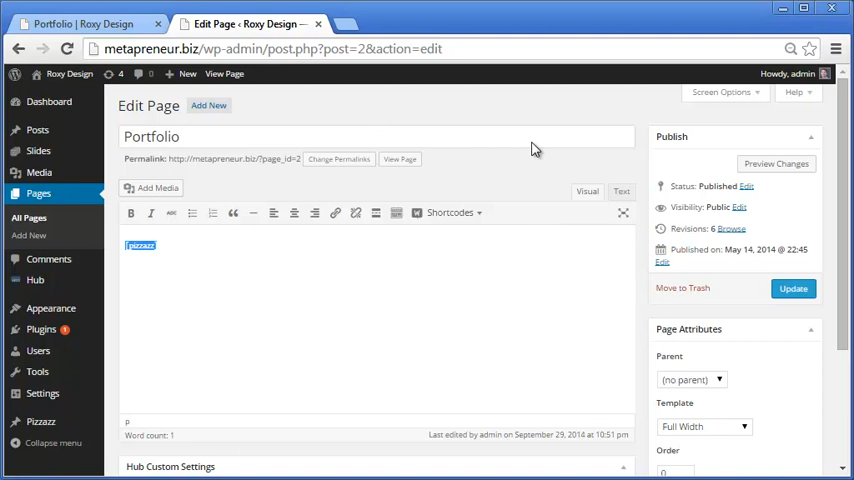 Portfolio | Roxy Design
Edit Page ‹ Roxy Design —
metapreneur.biz/wp-admin/post.php?post=2&action=edit
Roxy Design 4 0 + New View Page Howdy, admin
Screen Options Help
Dashboard
Posts
Slides
Media
Pages
All Pages
Add New
Comments
Hub
Appearance
Plugins 1
Users
Tools
Settings
Pizzazz
Collapse menu
Edit Page Add New
Portfolio
Permalink: http://metapreneur.biz/?page_id=2 Change Permalinks View Page
Add Media
Visual Text
B I ABC Shortcodes
[pizzazz]
p
Word count: 1 Last edited by admin on September 29, 2014 at 10:51 pm
Hub Custom Settings
Publish
Preview Changes
Status: Published Edit
Visibility: Public Edit
Revisions: 6 Browse
Published on: May 14, 2014 @ 22:45
Edit
Move to Trash Update
Page Attributes
Parent
(no parent)
Template
Full Width
Order
0